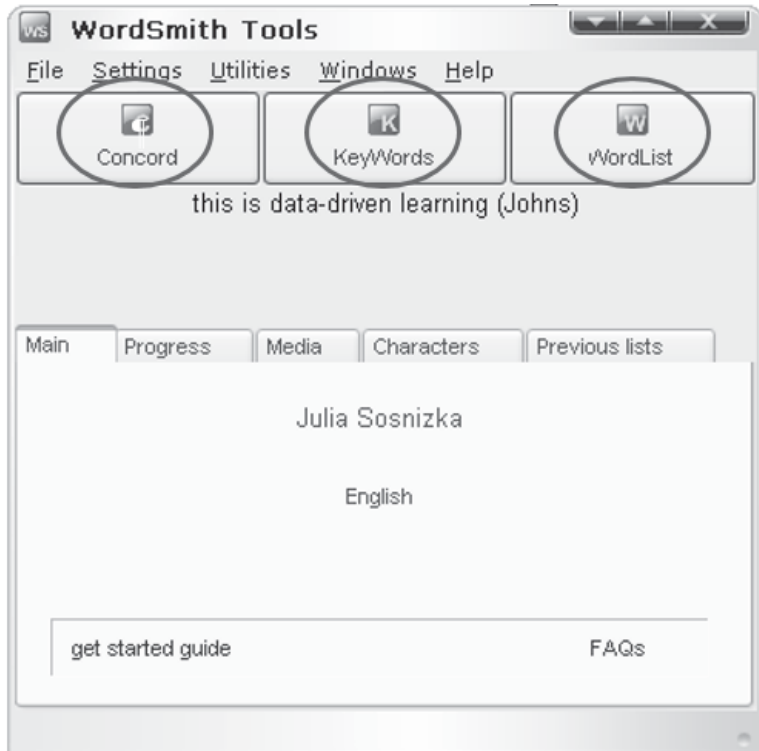 WS WordSmith Tools X
File Settings Utilities Windows Help
C K W
Concord KeyWords WordList
this is data-driven learning (Johns)
Main Progress Media Characters Previous lists
Julia Sosnizka
English
get started guide FAQs